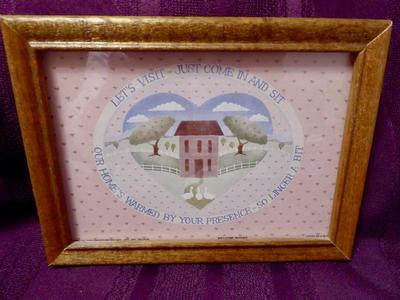 LET'S VISIT - JUST COME IN AND SIT
OUR HOME'S WARMED BY YOUR PRESENCE - SO LINGER A BIT